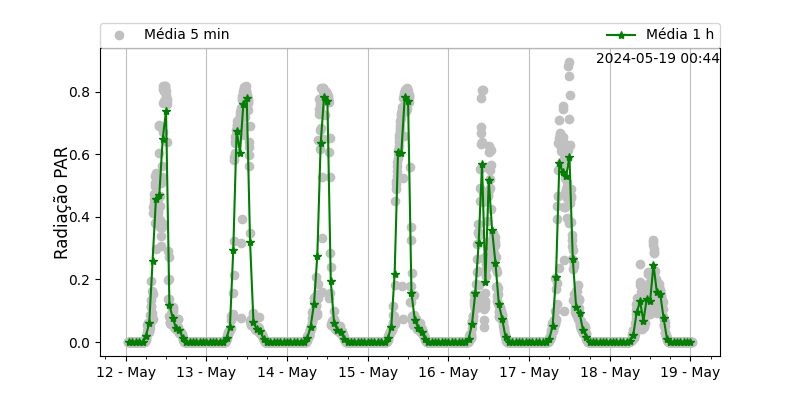 Média 5 min
Média 1 h
2024-05-19 00:44
Radiação PAR
0.8
0.6
0.4
0.2
0.0
12 - May
13 - May
14 - May
15 - May
16 - May
17 - May
18 - May
19 - May